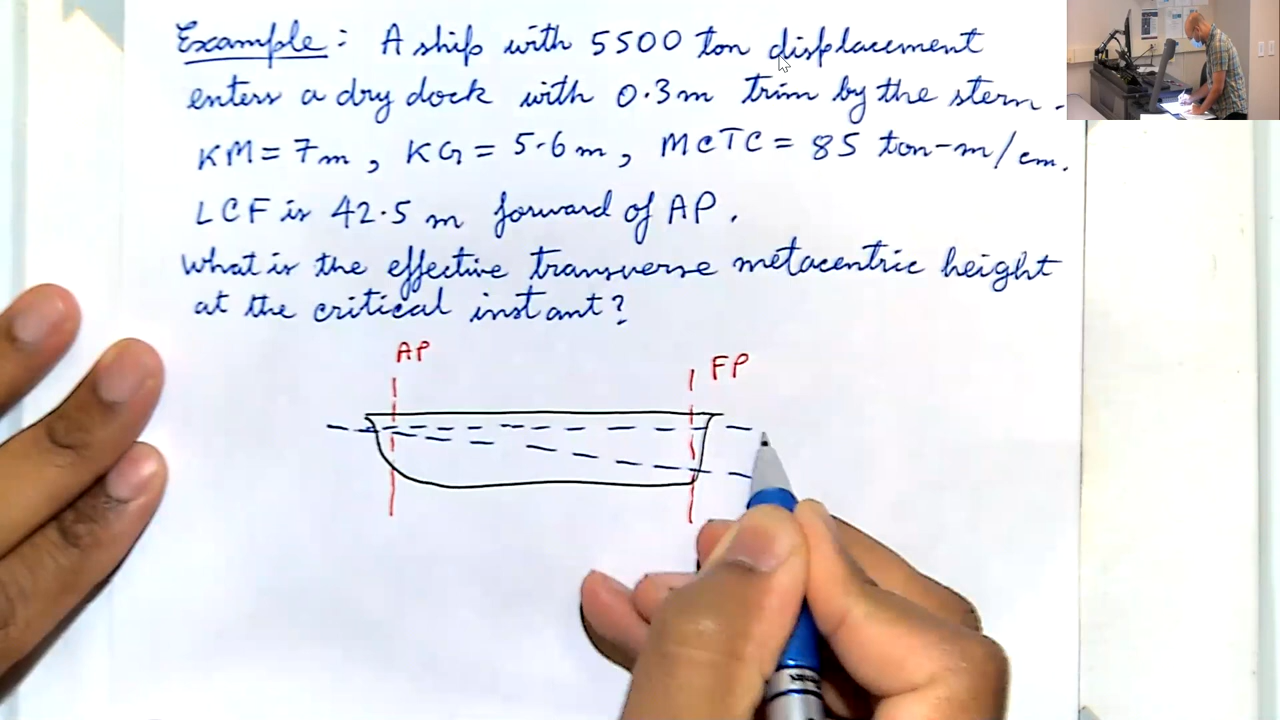 Example: A ship with 5500 ton displacement
enters a dry dock with 0.3m trim by the stern.
KM = 7m, KG = 5.6m, MCTC = 85 ton-m/cm.
LCF is 42.5 m forward of AP.
What is the effective transverse metacentric height
at the critical instant?
AP
FP